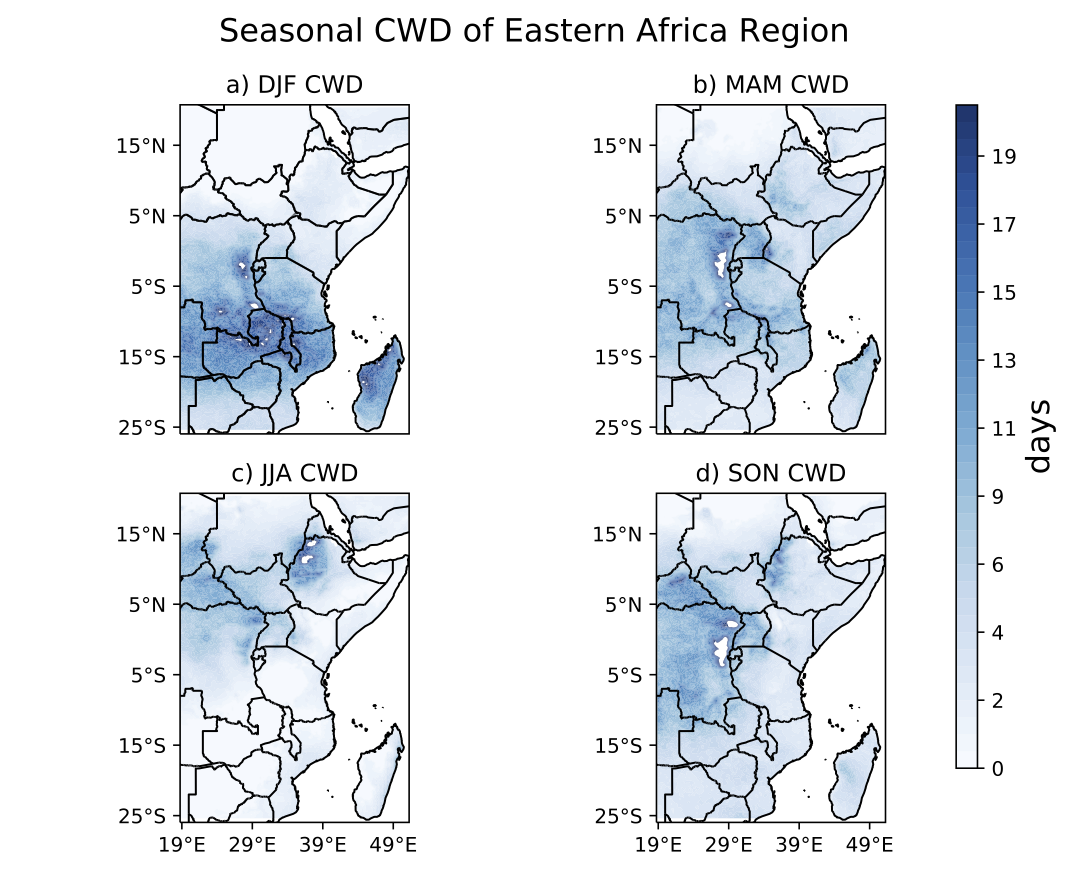 Seasonal CWD of Eastern Africa Region
a) DJF CWD
15°N
5°N
5°S
15°S
25°S
b) MAM CWD
15°N
5°N
5°S
15°S
25°S
c) JJA CWD
15°N
5°N
5°S
15°S
25°S
19°E 29°E 39°E 49°E
d) SON CWD
15°N
5°N
5°S
15°S
25°S
19°E 29°E 39°E 49°E
19
17
15
13
11
9
6
4
2
0
days